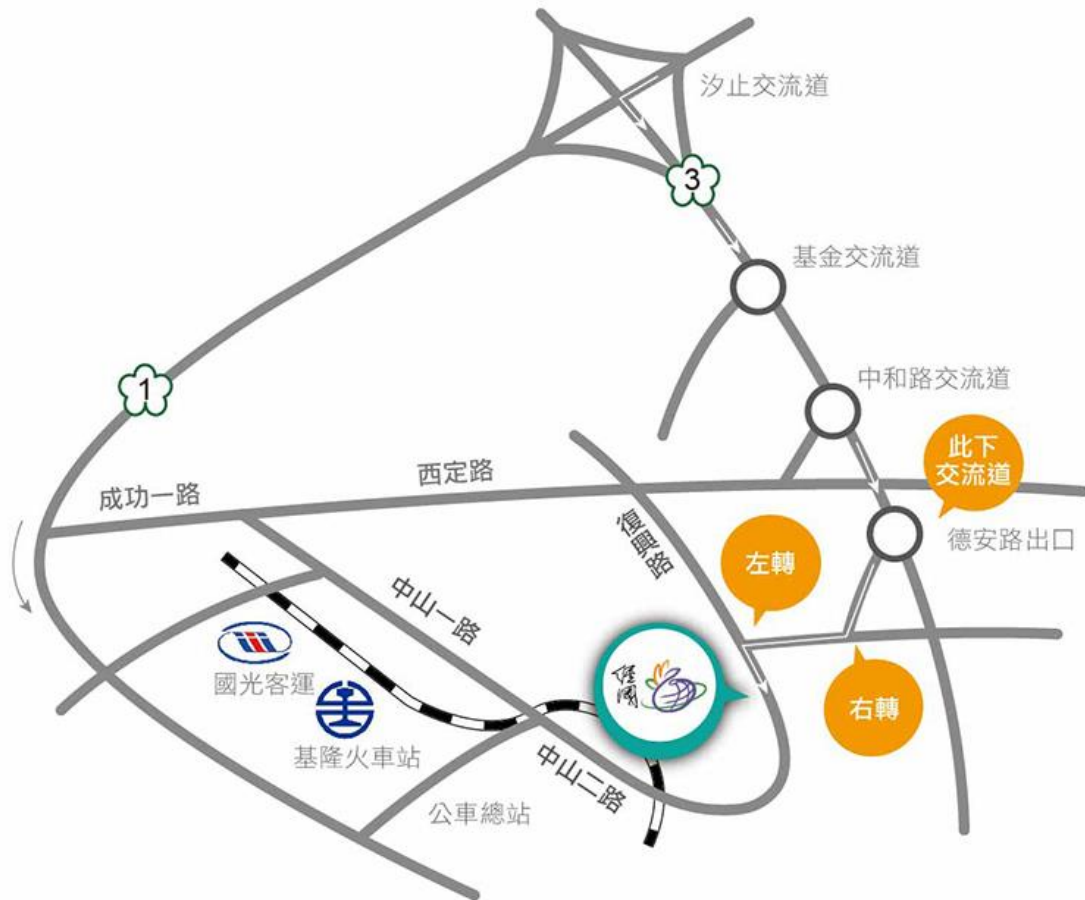 汐止交流道
3
基金交流道
1
中和路交流道
此下
交流道
西定路
成功一路
復興路
德安路出口
左轉
中山一路
經國
國光客運
右轉
基隆火車站
中山二路
公車總站